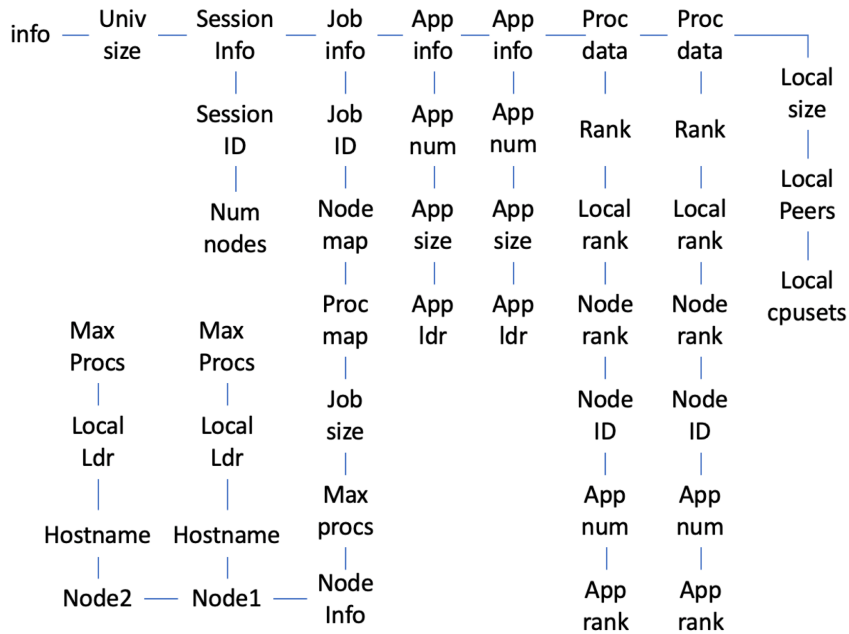 info
Univ
size
Session
Info
Job
info
App
info
App
info
Proc
data
Proc
data
Session
ID
Num
nodes
Job
ID
Node
map
Proc
map
Job
size
Max
procs
Node
Info
Node1
Hostname
Local
Ldr
Max
Procs
Node2
Hostname
Local
Ldr
Max
Procs
App
num
App
size
App
ldr
App
num
App
size
App
ldr
Rank
Local
rank
Node
rank
Node
ID
App
num
App
rank
Rank
Local
rank
Node
rank
Node
ID
App
num
App
rank
Local
size
Local
Peers
Local
cpusets